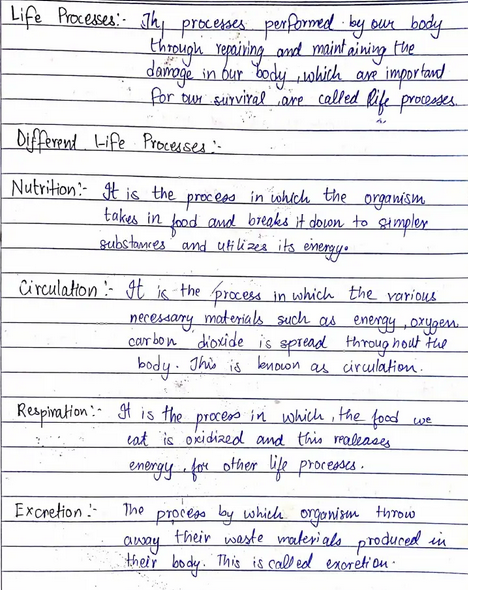 Life Processes:- Thy processes performed by our body
through repairing and maintaining the
damage in our body, which are important
for our survival, are called life processes.
Different Life Processes:-
Nutrition:- It is the process in which the organism
takes in food and breaks it down to simpler
substances and utilizes its energy.
Circulation:- It is the process in which the various
necessary materials such as energy, oxygen,
carbon dioxide is spread throughout the
body. This is known as circulation.
Respiration:- It is the process in which, the food we
eat is oxidized and this realeases
energy, for other life processes.
Excretion:- The process by which organism throw
away their waste materials produced in
their body. This is called excretion.